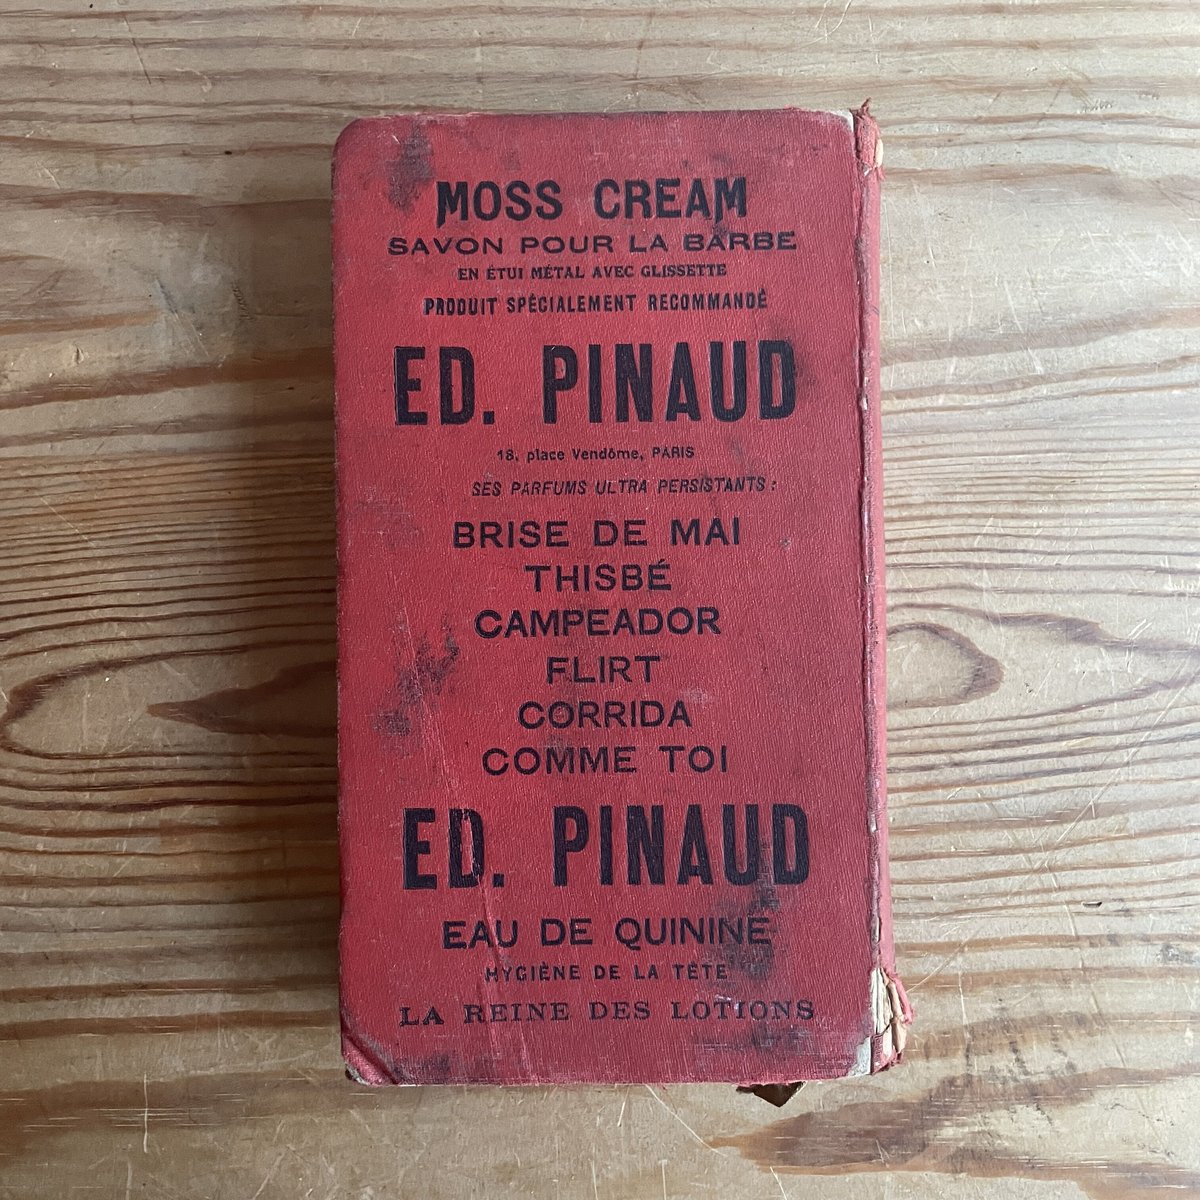 MOSS CREAM
SAVON POUR LA BARBE
EN ÉTUI MÉTAL AVEC GLISSETTE
PRODUIT SPÉCIALEMENT RECOMMANDÉ
ED. PINAUD
18, place Vendôme, PARIS
SES PARFUMS ULTRA PERSISTANTS :
BRISE DE MAI
THISBÉ
CAMPEADOR
FLIRT
CORRIDA
COMME TOI
ED. PINAUD
EAU DE QUININE
HYGIÈNE DE LA TÊTE
LA REINE DES LOTIONS